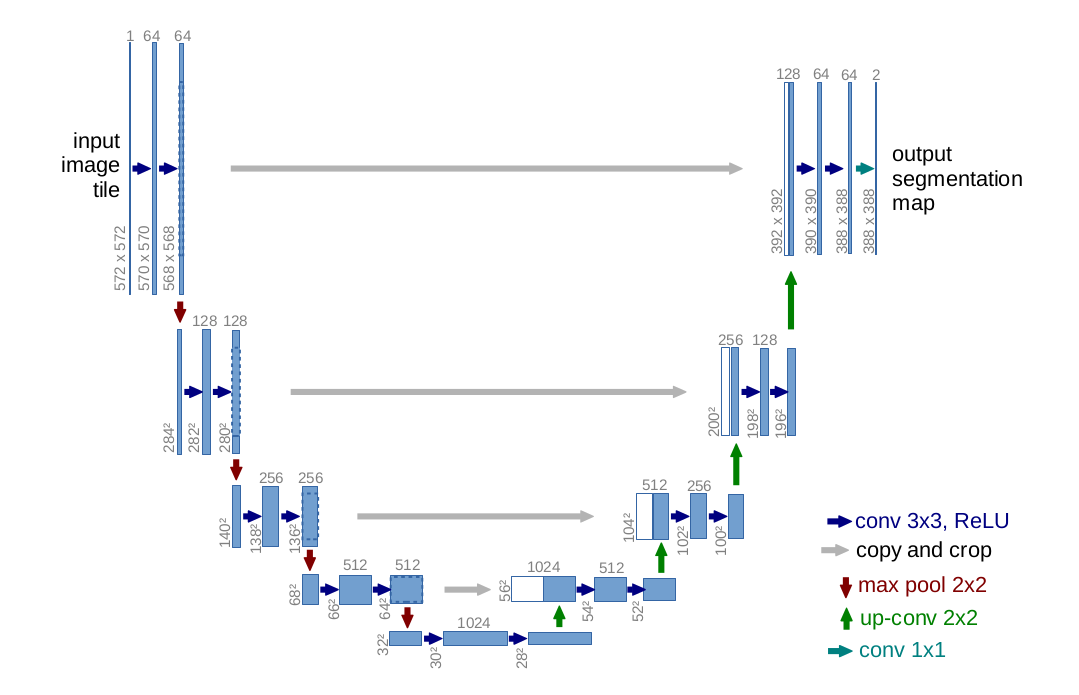 1 64 64
128 64 64 2
input
image
tile
output
segmentation
map
572 x 572
570 x 570
568 x 568
392 x 392
390 x 390
388 x 388
388 x 388
128 128
256 128
284²
282²
280²
200²
198²
196²
256 256
512 256
140²
138²
136²
104²
102²
100²
conv 3x3, ReLU
copy and crop
max pool 2x2
up-conv 2x2
conv 1x1
512 512
1024 512
68²
66²
64²
56²
54²
52²
1024
32²
30²
28²